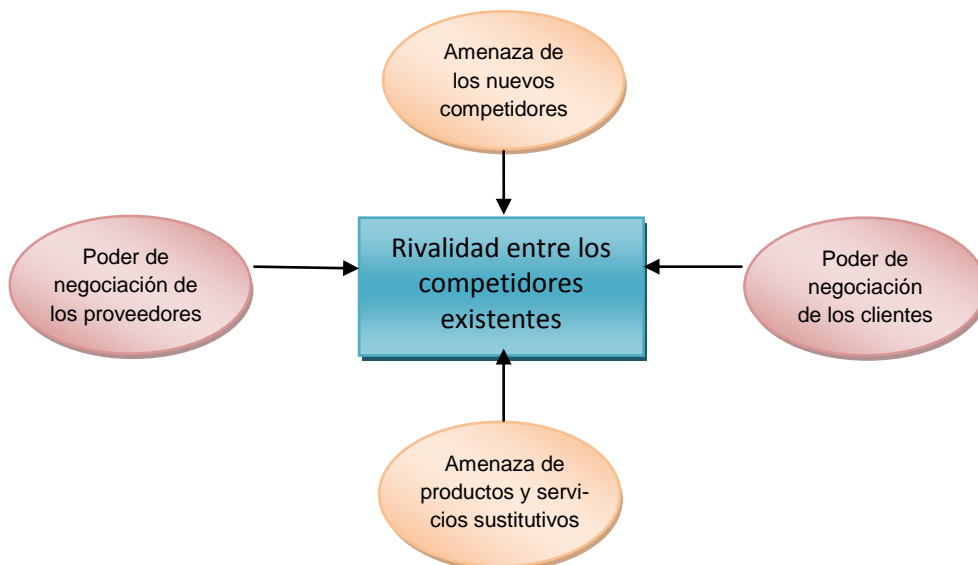 Amenaza de
los nuevos
competidores
Poder de
negociación de
los proveedores
Rivalidad entre los
competidores
existentes
Poder de
negociación
de los clientes
Amenaza de
productos y servi-
cios sustitutivos